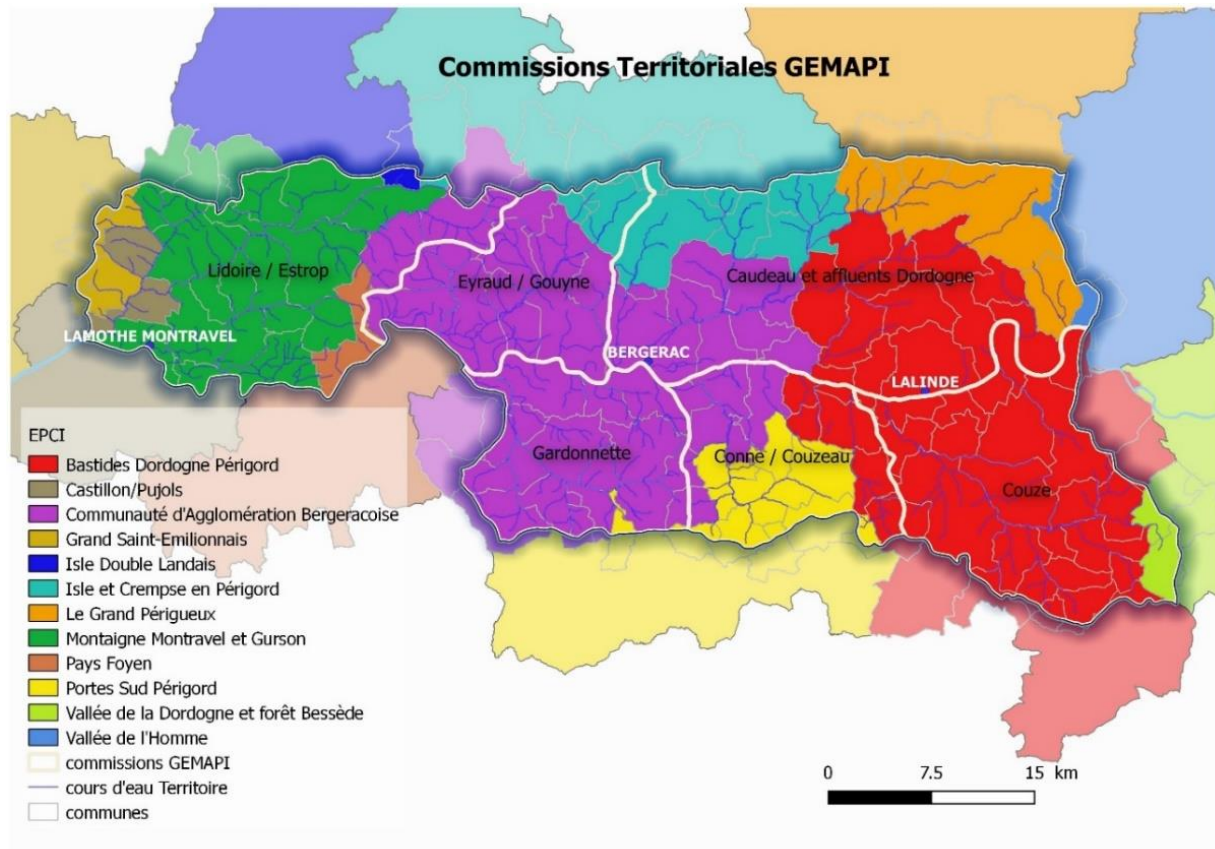 Commissions Territoriales GEMAPI
Lidoire / Estrop
Eyraud / Gouyne
Caudeau et affluents Dordogne
LAMOTHE MONTRAVEL
BERGERAC
LALINDE
Gardonnette
Conne / Couzeau
Couze
EPCI
Bastides Dordogne Périgord
Castillon/Pujols
Communauté d'Agglomération Bergeracoise
Grand Saint-Emilionnais
Isle Double Landais
Isle et Crempse en Périgord
Le Grand Périgueux
Montaigne Montravel et Gurson
Pays Foyen
Portes Sud Périgord
Vallée de la Dordogne et forêt Bessède
Vallée de l'Homme
commissions GEMAPI
cours d'eau Territoire
communes
0 7.5 15 km